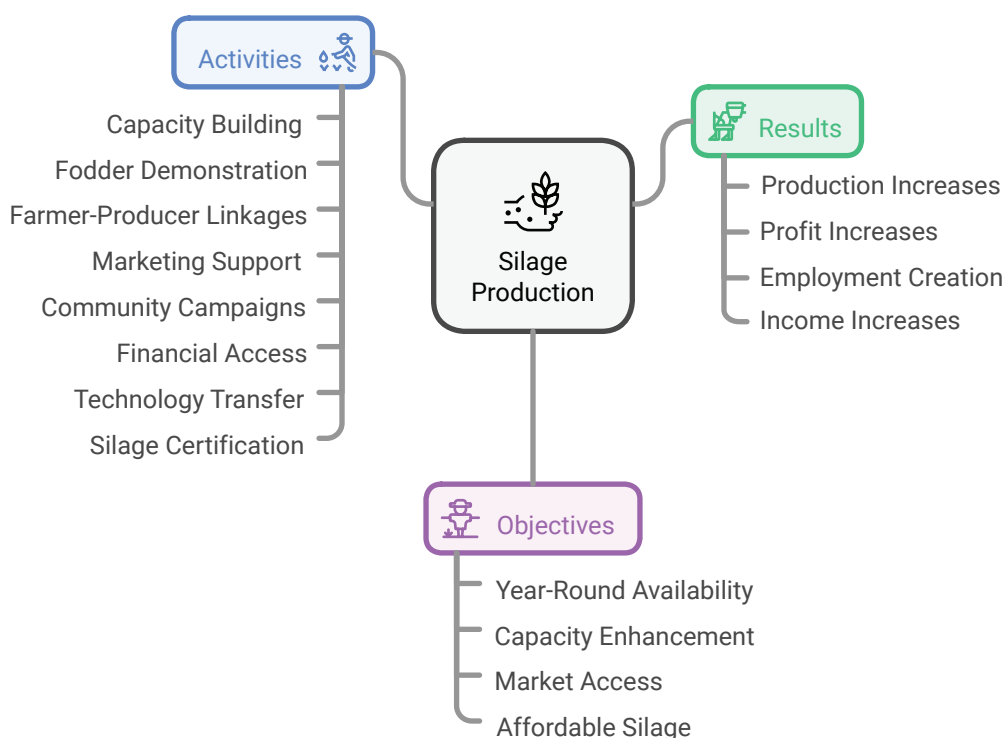 Activities
Capacity Building
Fodder Demonstration
Farmer-Producer Linkages
Marketing Support
Community Campaigns
Financial Access
Technology Transfer
Silage Certification
Silage
Production
Results
Production Increases
Profit Increases
Employment Creation
Income Increases
Objectives
Year-Round Availability
Capacity Enhancement
Market Access
Affordable Silage